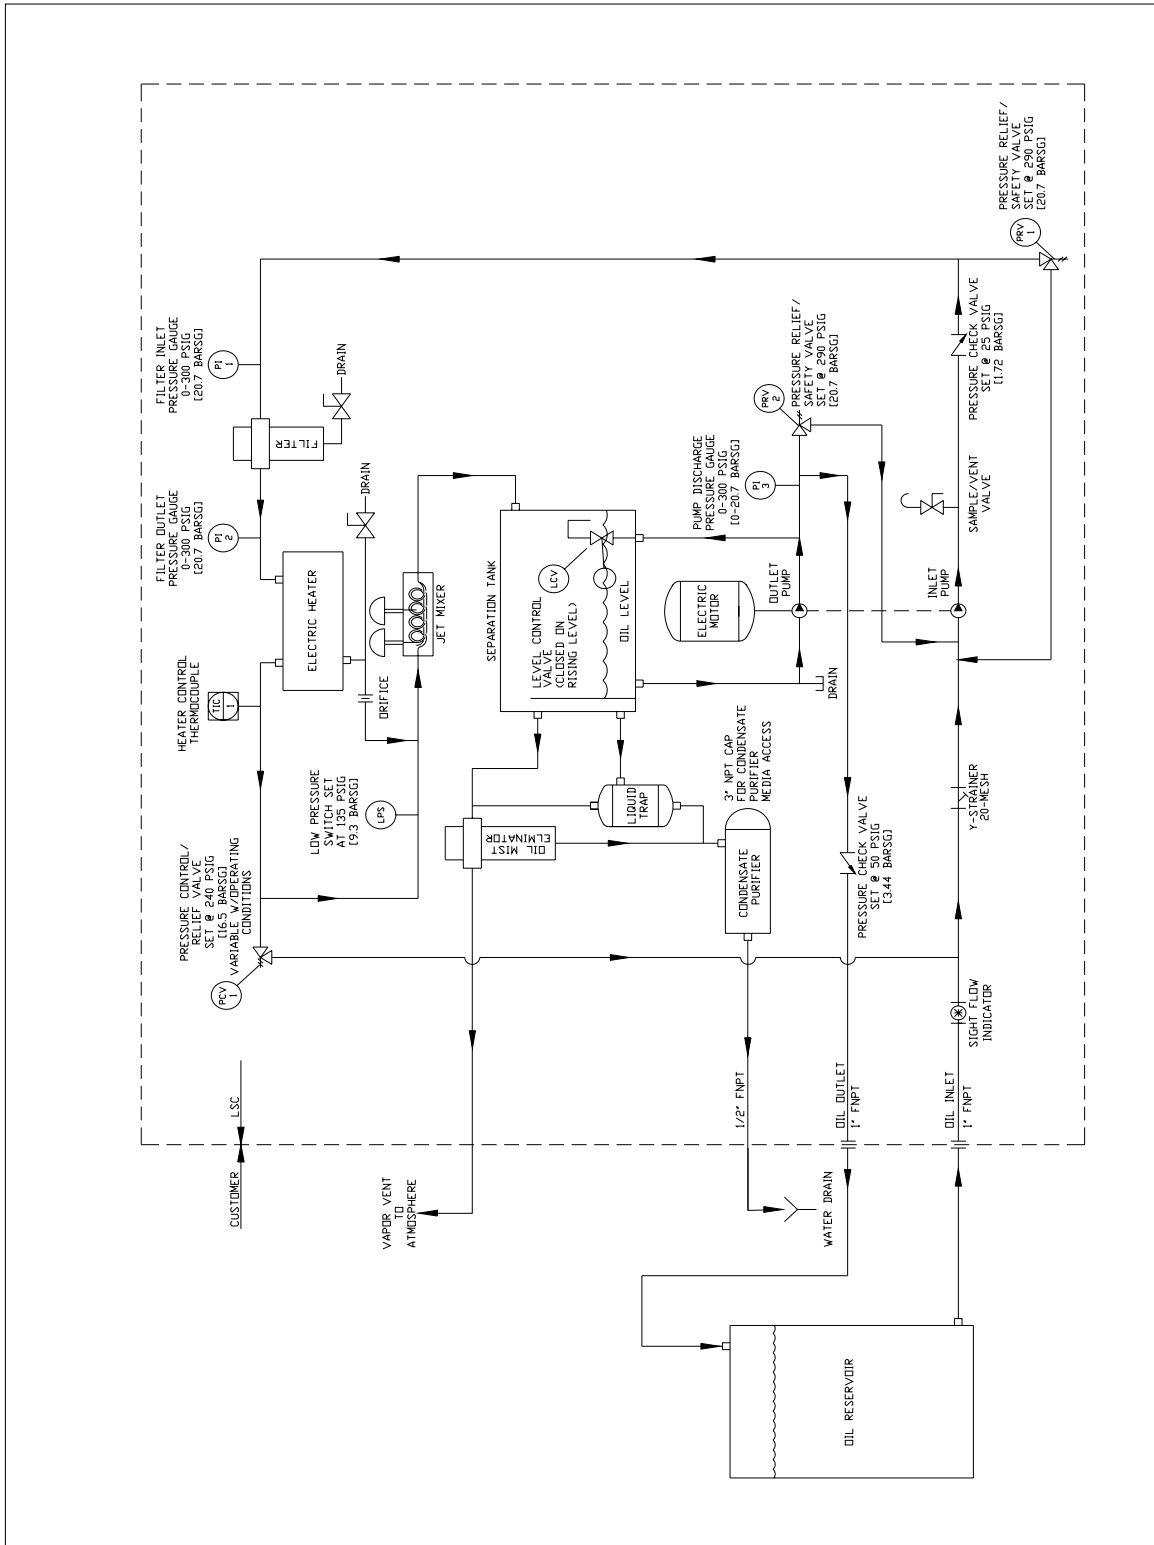 PRESSURE RELIEF/
SAFETY VALVE
SET @ 290 PSIG
[20.7 BARSG]
PRV
1
FILTER INLET
PRESSURE GAUGE
0-300 PSIG
[20.7 BARSG]
PI
1
DRAIN
FILTER
FILTER OUTLET
PRESSURE GAUGE
0-300 PSIG
[20.7 BARSG]
PI
2
DRAIN
ELECTRIC HEATER
HEATER CONTROL
THERMOCOUPLE
TIC
1
ORIFICE
JET MIXER
LOW PRESSURE
SWITCH SET
AT 135 PSIG
[9.3 BARSG]
LPS
PRESSURE CONTROL/
RELIEF VALVE
SET @ 240 PSIG
[16.5 BARSG]
VARIABLE W/OPERATING
CONDITIONS
PCV
1
SEPARATION TANK
LEVEL CONTROL
VALVE
(CLOSED ON
RISING LEVEL)
LCV
OIL LEVEL
PUMP DISCHARGE
PRESSURE GAUGE
0-300 PSIG
[0-20.7 BARSG]
PI
3
PRV
2
PRESSURE RELIEF/
SAFETY VALVE
SET @ 290 PSIG
[20.7 BARSG]
ELECTRIC
MOTOR
OUTLET
PUMP
INLET
PUMP
DRAIN
SAMPLE/VENT
VALVE
PRESSURE CHECK VALVE
SET @ 25 PSIG
[1.72 BARSG]
LIQUID
TRAP
OIL MIST
ELMINATOR
3" NPT CAP
FOR CONDENSATE
PURIFIER
MEDIA ACCESS
CONDENSATE
PURIFIER
PRESSURE CHECK VALVE
SET @ 50 PSIG
[3.44 BARSG]
Y-STRAINER
20-MESH
SIGHT FLOW
INDICATOR
LSC
CUSTOMER
1/2" FNPT
OIL OUTLET
1" FNPT
OIL INLET
1" FNPT
VAPOR VENT
TO
ATMOSPHERE
WATER DRAIN
OIL RESERVOIR